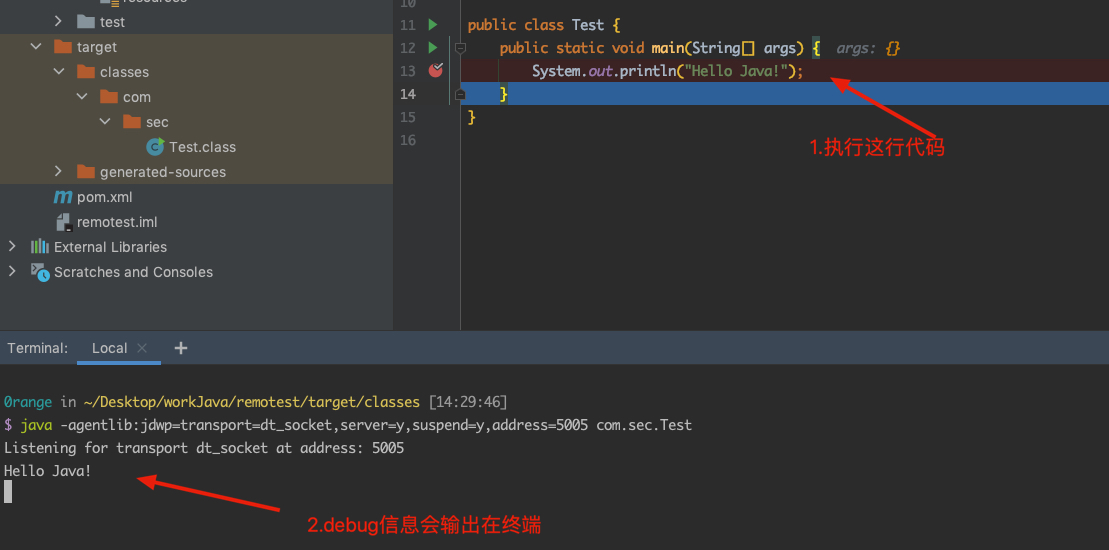 resources
test
target
classes
com
sec
Test.class
generated-sources
pom.xml
remotest.iml
External Libraries
Scratches and Consoles
10
11 public class Test {
12 public static void main(String[] args) { args: {}
13 System.out.println("Hello Java!");
14 }
15 }
16
1.执行这行代码
Terminal: Local × +
0range in ~/Desktop/workJava/remotest/target/classes [14:29:46]
$ java -agentlib:jdwp=transport=dt_socket,server=y,suspend=y,address=5005 com.sec.Test
Listening for transport dt_socket at address: 5005
Hello Java!
2.debug信息会输出在终端